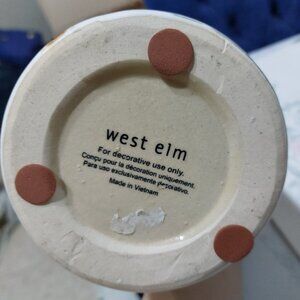 west elm
For decorative use only.
Conçu pour la décoration uniquement.
Para uso exclusivamente decorativo.
Made in Vietnam